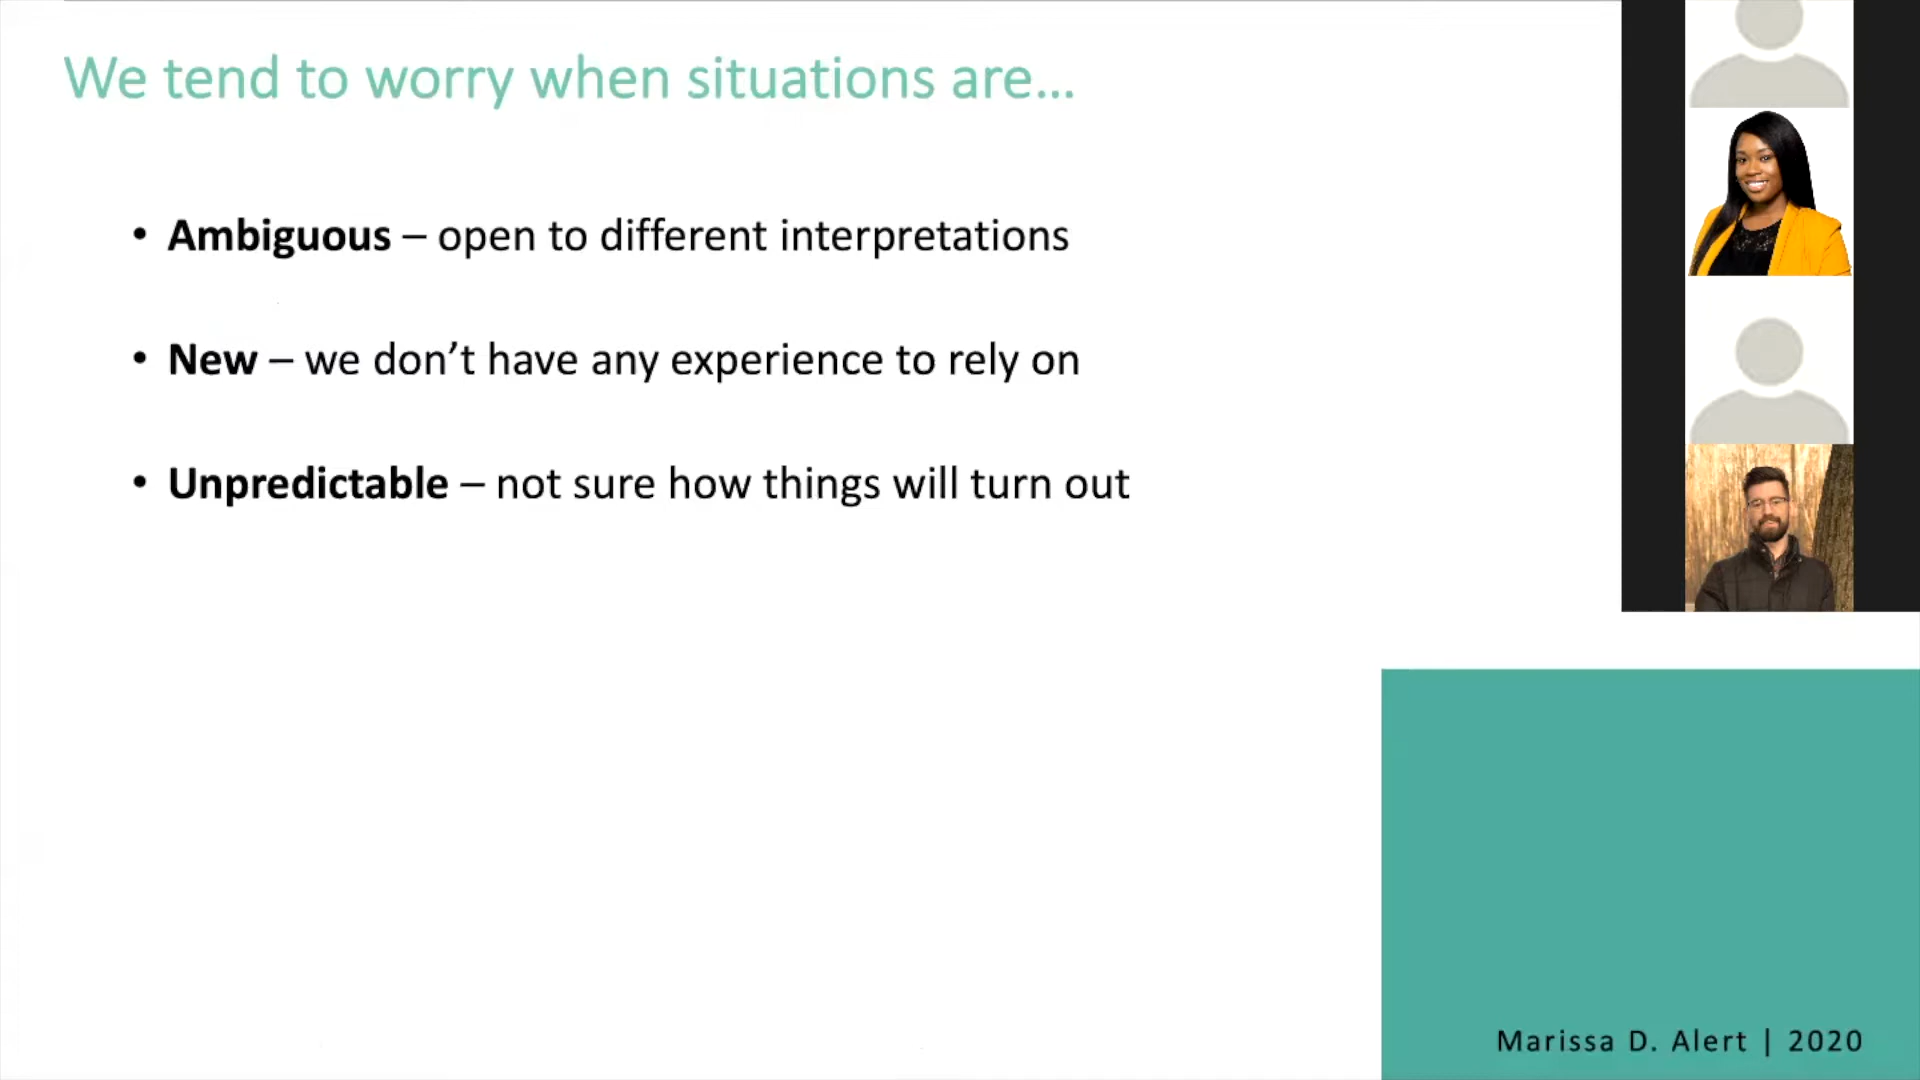 We tend to worry when situations are...
• Ambiguous – open to different interpretations
• New – we don’t have any experience to rely on
• Unpredictable – not sure how things will turn out
Marissa D. Alert | 2020